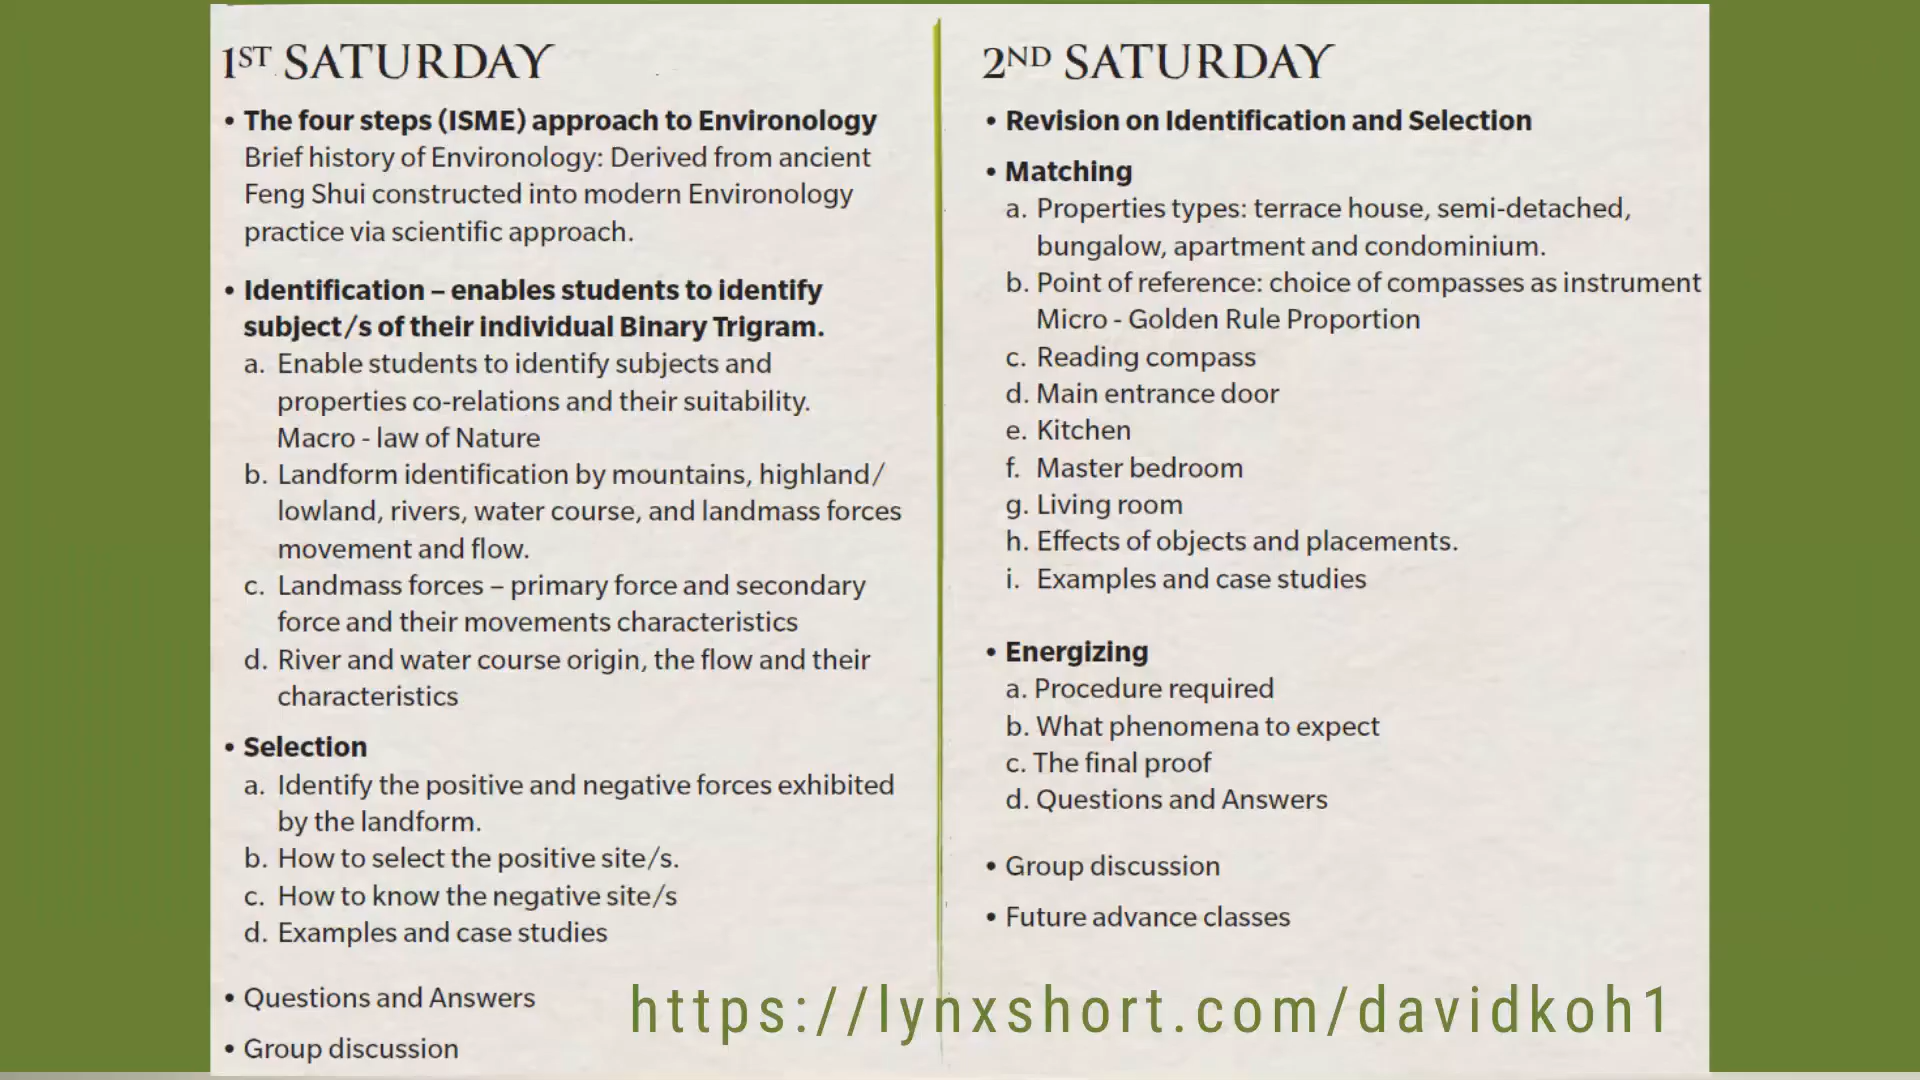 1ST SATURDAY
• The four steps (ISME) approach to Environology
Brief history of Environology: Derived from ancient
Feng Shui constructed into modern Environology
practice via scientific approach.
• Identification – enables students to identify
subject/s of their individual Binary Trigram.
a. Enable students to identify subjects and
properties co-relations and their suitability.
Macro - law of Nature
b. Landform identification by mountains, highland/
lowland, rivers, water course, and landmass forces
movement and flow.
c. Landmass forces – primary force and secondary
force and their movements characteristics
d. River and water course origin, the flow and their
characteristics
• Selection
a. Identify the positive and negative forces exhibited
by the landform.
b. How to select the positive site/s.
c. How to know the negative site/s
d. Examples and case studies
• Questions and Answers
• Group discussion
2ND SATURDAY
• Revision on Identification and Selection
• Matching
a. Properties types: terrace house, semi-detached,
bungalow, apartment and condominium.
b. Point of reference: choice of compasses as instrument
Micro - Golden Rule Proportion
c. Reading compass
d. Main entrance door
e. Kitchen
f. Master bedroom
g. Living room
h. Effects of objects and placements.
i. Examples and case studies
• Energizing
a. Procedure required
b. What phenomena to expect
c. The final proof
d. Questions and Answers
• Group discussion
• Future advance classes
https://lynxshort.com/davidkoh1